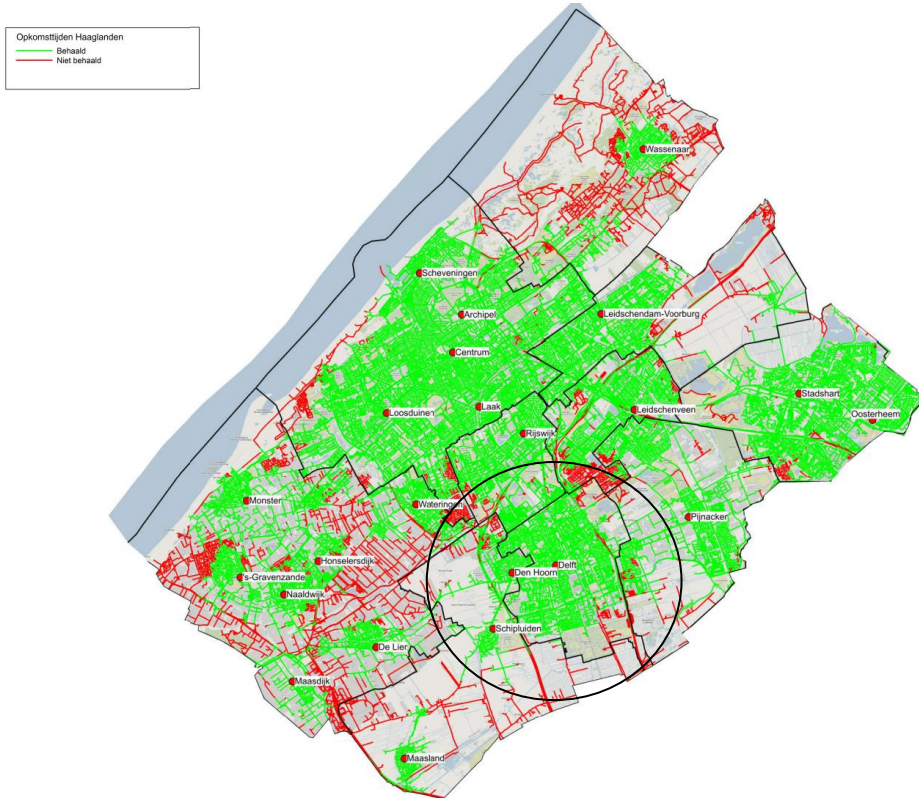 Opkomsttijden Haaglanden
Behaald
Niet behaald
Wassenaar
Scheveningen
Archipel
Leidschendam-Voorburg
Centrum
Stadshart
Loosduinen
Laak
Leidschenveen
Oosterheem
Rijswijk
Monster
Wateringen
Pijnacker
Honselersdijk
Delft
Den Hoorn
's-Gravenzande
Naaldwijk
Schipluiden
De Lier
Maasdijk
Maasland